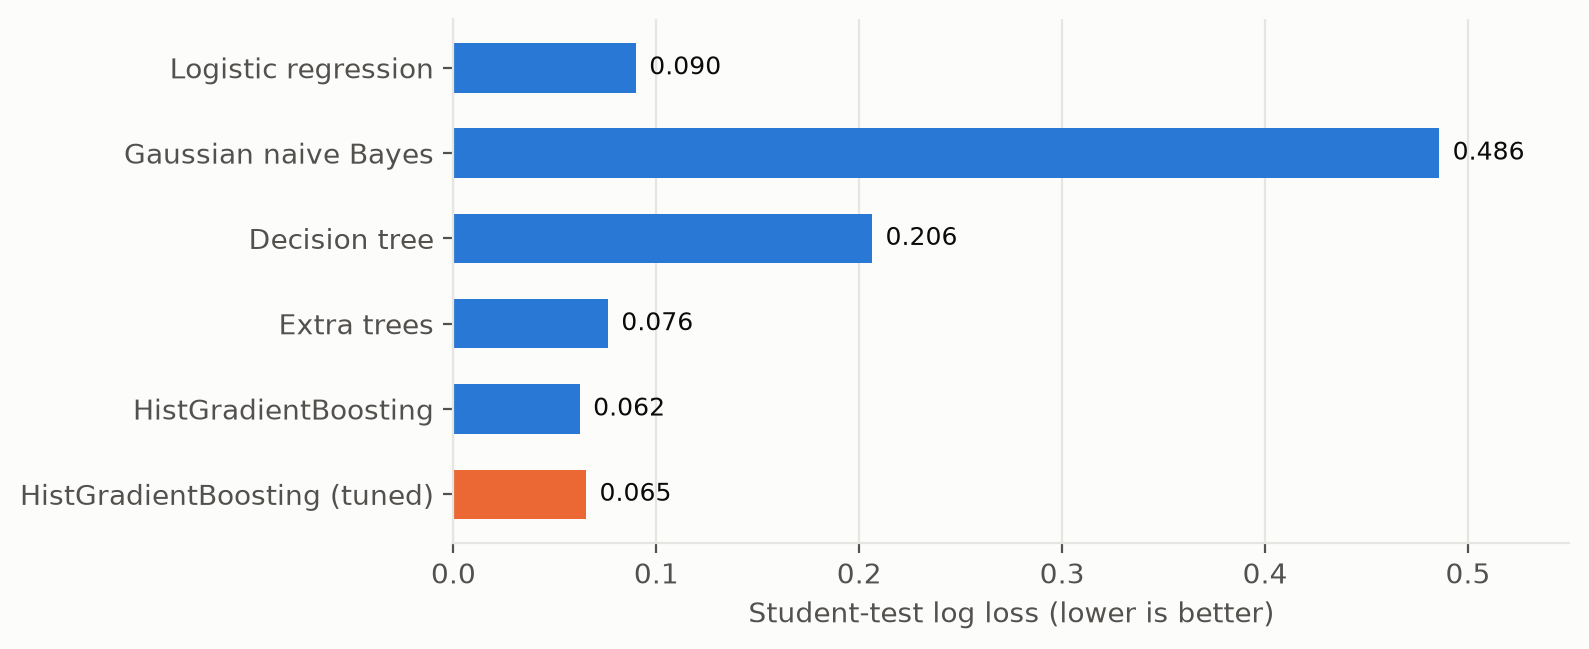 Logistic regression 0.090
Gaussian naive Bayes 0.486
Decision tree 0.206
Extra trees 0.076
HistGradientBoosting 0.062
HistGradientBoosting (tuned) 0.065
0.0 0.1 0.2 0.3 0.4 0.5
Student-test log loss (lower is better)